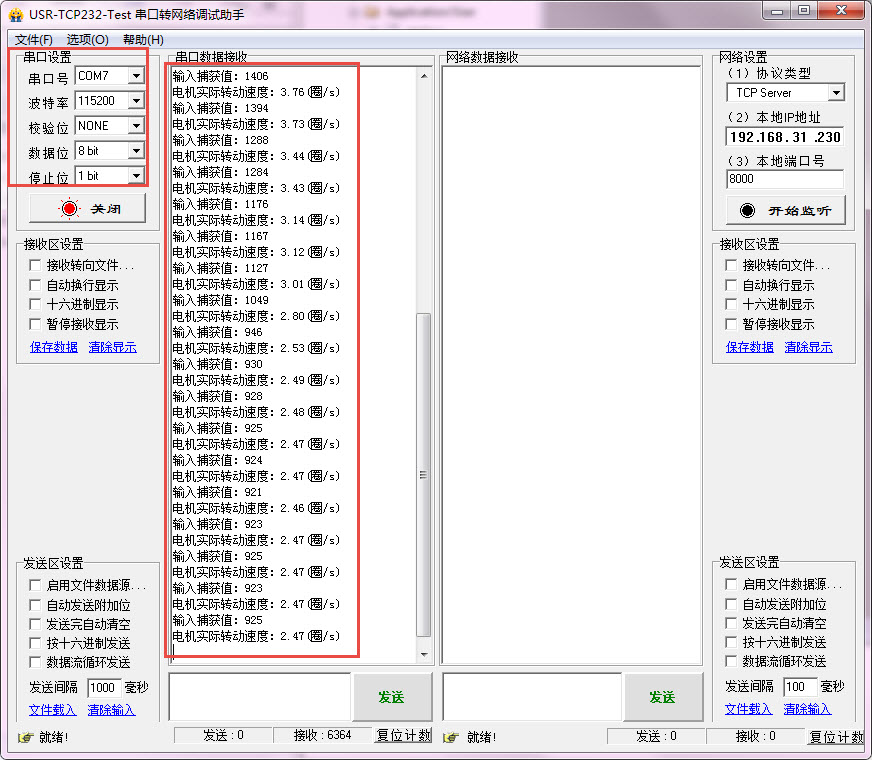 USR-TCP232-Test 串口转网络调试助手
文件(F) 选项(O) 帮助(H)
串口设置
串口号 COM7
波特率 115200
校验位 NONE
数据位 8 bit
停止位 1 bit
关闭
接收区设置
接收转向文件...
自动换行显示
十六进制显示
暂停接收显示
保存数据 清除显示
发送区设置
启用文件数据源...
自动发送附加位
发送完自动清空
按十六进制发送
数据流循环发送
发送间隔 1000 毫秒
文件载入 清除输入
就绪!
串口数据接收
输入捕获值: 1406
电机实际转动速度: 3.76(圈/s)
输入捕获值: 1394
电机实际转动速度: 3.73(圈/s)
输入捕获值: 1288
电机实际转动速度: 3.44(圈/s)
输入捕获值: 1284
电机实际转动速度: 3.43(圈/s)
输入捕获值: 1176
电机实际转动速度: 3.14(圈/s)
输入捕获值: 1167
电机实际转动速度: 3.12(圈/s)
输入捕获值: 1127
电机实际转动速度: 3.01(圈/s)
输入捕获值: 1049
电机实际转动速度: 2.80(圈/s)
输入捕获值: 946
电机实际转动速度: 2.53(圈/s)
输入捕获值: 930
电机实际转动速度: 2.49(圈/s)
输入捕获值: 928
电机实际转动速度: 2.48(圈/s)
输入捕获值: 925
电机实际转动速度: 2.47(圈/s)
输入捕获值: 924
电机实际转动速度: 2.47(圈/s)
输入捕获值: 921
电机实际转动速度: 2.46(圈/s)
输入捕获值: 923
电机实际转动速度: 2.47(圈/s)
输入捕获值: 925
电机实际转动速度: 2.47(圈/s)
输入捕获值: 923
电机实际转动速度: 2.47(圈/s)
输入捕获值: 925
电机实际转动速度: 2.47(圈/s)
发送
发送 : 0 接收 : 6364 复位计数
网络数据接收
发送
就绪!
发送 : 0 接收 : 0 复位计数
网络设置
(1) 协议类型
TCP Server
(2) 本地IP地址
192.168.31.230
(3) 本地端口号
8000
开始监听
接收区设置
接收转向文件...
自动换行显示
十六进制显示
暂停接收显示
保存数据 清除显示
发送区设置
启用文件数据源...
自动发送附加位
发送完自动清空
按十六进制发送
数据流循环发送
发送间隔 100 毫秒
文件载入 清除输入